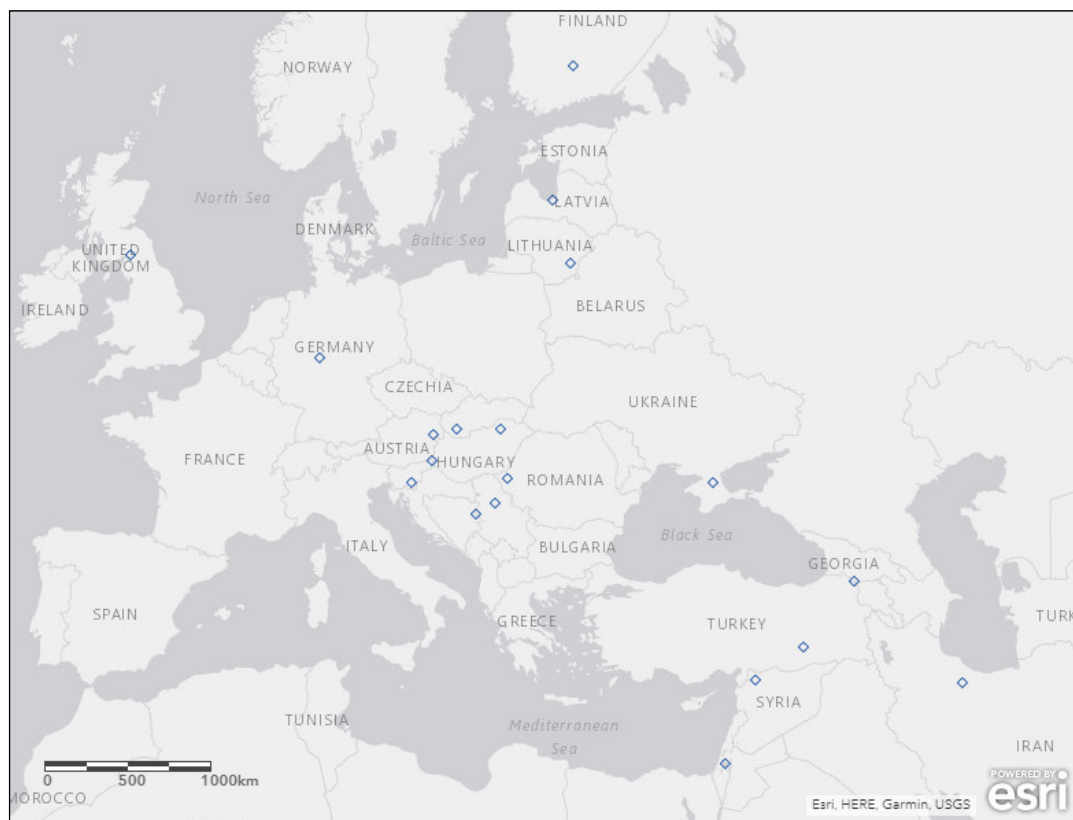 FINLAND
NORWAY
ESTONIA
North Sea
LATVIA
DENMARK
Baltic Sea
LITHUANIA
UNITED
KINGDOM
IRELAND
BELARUS
GERMANY
CZECHIA
UKRAINE
AUSTRIA
FRANCE
HUNGARY
ROMANIA
Black Sea
ITALY
BULGARIA
GEORGIA
SPAIN
GREECE
TURKEY
TURK
SYRIA
TUNISIA
Mediterranean
Sea
IRAN
0 500 1000km
MOROCCO
Esri, HERE, Garmin, USGS
POWERED BY
esri